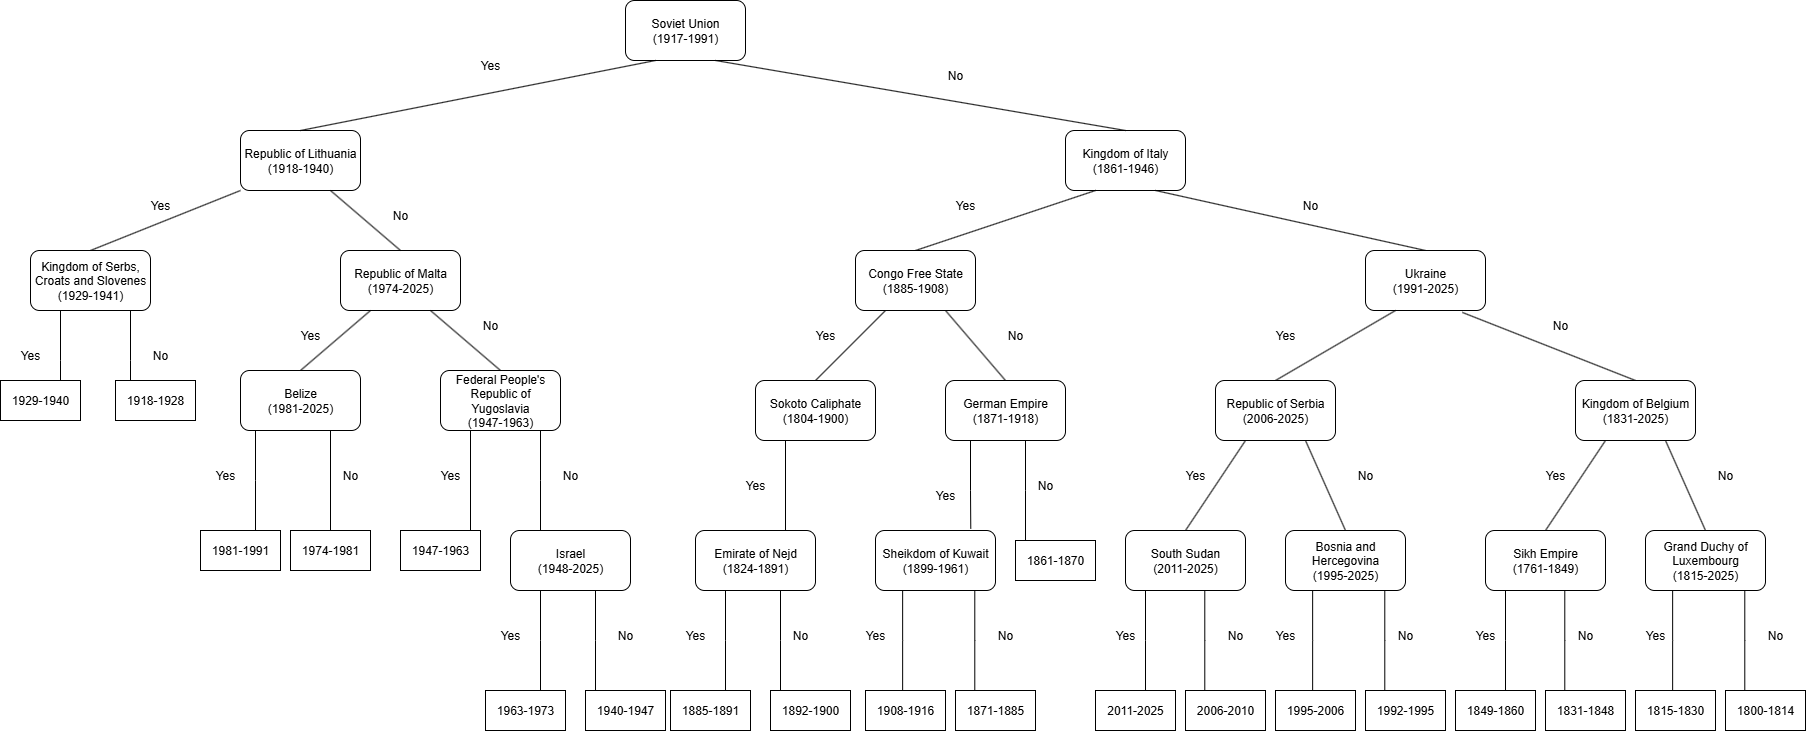 Soviet Union
(1917-1991)
Yes
No
Republic of Lithuania
(1918-1940)
Kingdom of Italy
(1861-1946)
Yes
No
Yes
No
Kingdom of Serbs,
Croats and Slovenes
(1929-1941)
Republic of Malta
(1974-2025)
Congo Free State
(1885-1908)
Ukraine
(1991-2025)
Yes
No
Yes
No
Yes
No
Yes
No
1929-1940
1918-1928
Belize
(1981-2025)
Federal People's
Republic of
Yugoslavia
(1947-1963)
Sokoto Caliphate
(1804-1900)
German Empire
(1871-1918)
Republic of Serbia
(2006-2025)
Kingdom of Belgium
(1831-2025)
Yes
No
Yes
No
Yes
Yes
No
Yes
No
Yes
No
1981-1991
1974-1981
1947-1963
Israel
(1948-2025)
Emirate of Nejd
(1824-1891)
Sheikdom of Kuwait
(1899-1961)
1861-1870
South Sudan
(2011-2025)
Bosnia and
Hercegovina
(1995-2025)
Sikh Empire
(1761-1849)
Grand Duchy of
Luxembourg
(1815-2025)
Yes
No
Yes
No
Yes
No
Yes
No
Yes
No
Yes
No
Yes
No
1963-1973
1940-1947
1885-1891
1892-1900
1908-1916
1871-1885
2011-2025
2006-2010
1995-2006
1992-1995
1849-1860
1831-1848
1815-1830
1800-1814